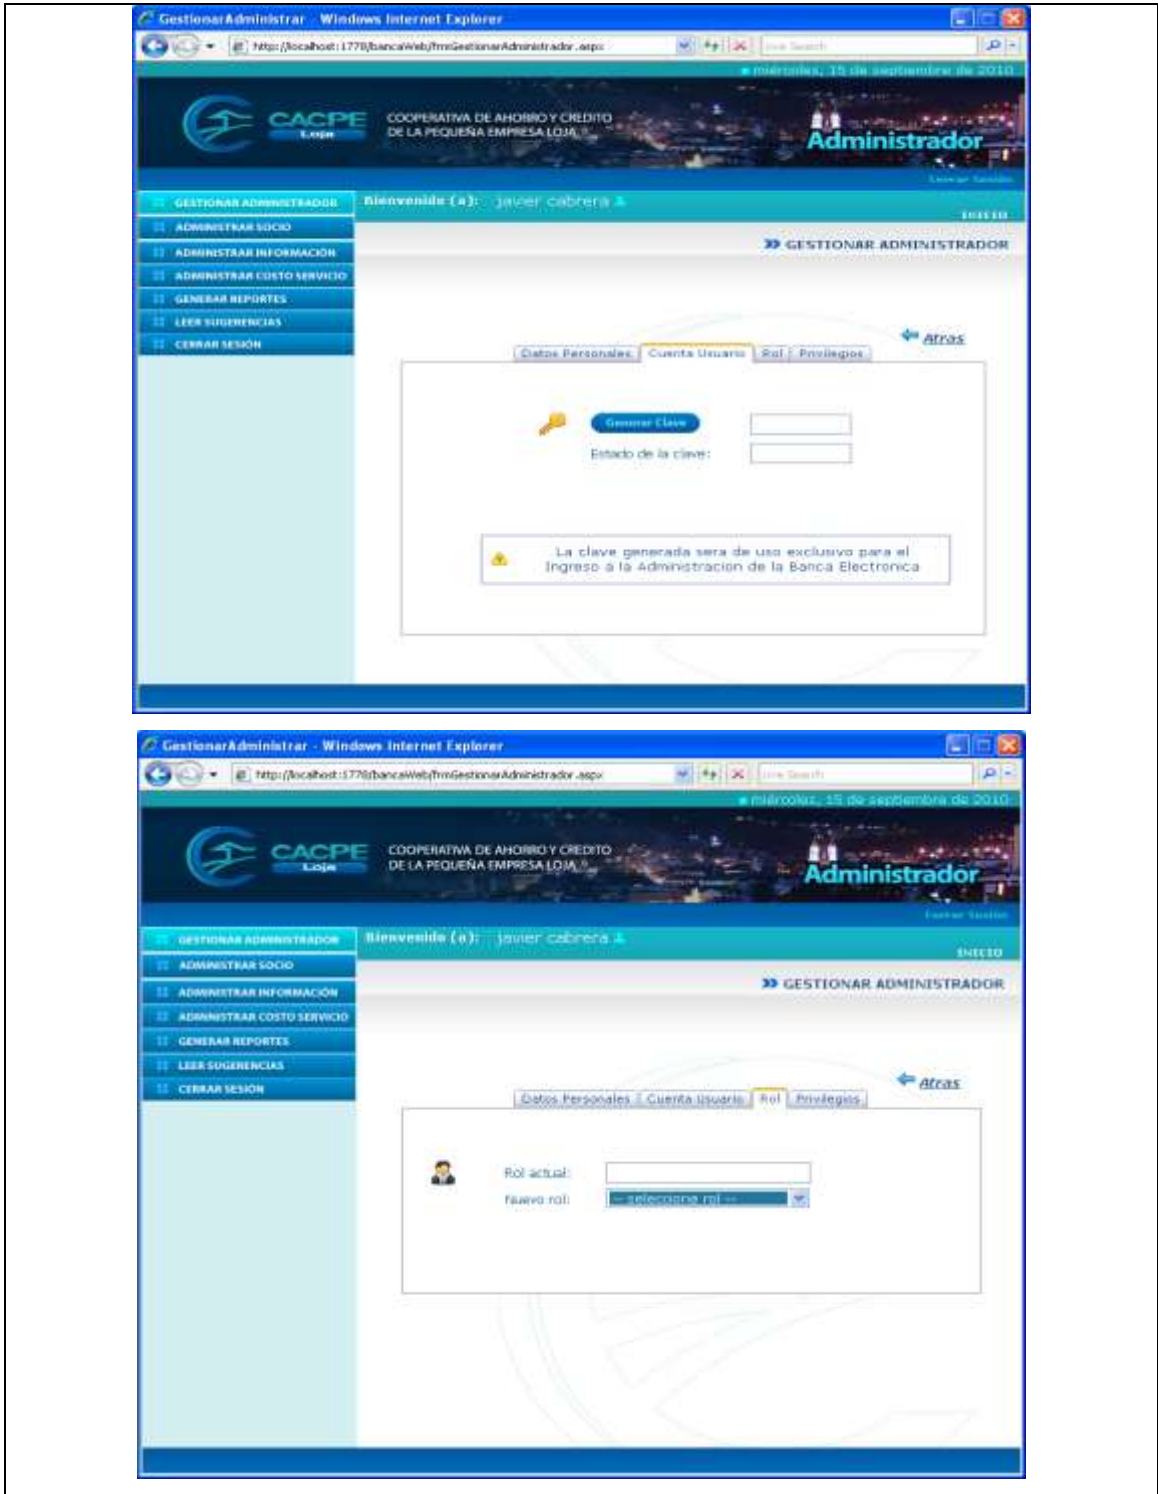 GestionarAdministrar - Windows Internet Explorer
http://localhost:1778/bancaWeb/frmGestionarAdministrador.aspx
Live Search
miércoles, 15 de septiembre de 2010
CACPE
Loja
COOPERATIVA DE AHORRO Y CREDITO
DE LA PEQUEÑA EMPRESA LOJA
Administrador
Cerrar Sesión
GESTIONAR ADMINISTRADOR
Bienvenido (a): javier cabrera
INICIO
ADMINISTRAR SOCIO
GESTIONAR ADMINISTRADOR
ADMINISTRAR INFORMACIÓN
ADMINISTRAR COSTO SERVICIO
GENERAR REPORTES
LEER SUGERENCIAS
CERRAR SESIÓN
Atras
Datos Personales Cuenta Usuario Rol Privilegios
Generar Clave
Estado de la clave:
La clave generada sera de uso exclusivo para el
Ingreso a la Administracion de la Banca Electronica
GestionarAdministrar - Windows Internet Explorer
http://localhost:1778/bancaWeb/frmGestionarAdministrador.aspx
Live Search
miércoles, 15 de septiembre de 2010
CACPE
Loja
COOPERATIVA DE AHORRO Y CREDITO
DE LA PEQUEÑA EMPRESA LOJA
Administrador
Cerrar Sesión
GESTIONAR ADMINISTRADOR
Bienvenido (a): javier cabrera
INICIO
ADMINISTRAR SOCIO
GESTIONAR ADMINISTRADOR
ADMINISTRAR INFORMACIÓN
ADMINISTRAR COSTO SERVICIO
GENERAR REPORTES
LEER SUGERENCIAS
CERRAR SESIÓN
Atras
Datos Personales Cuenta Usuario Rol Privilegios
Rol actual:
Nuevo rol:
-- seleccione rol --